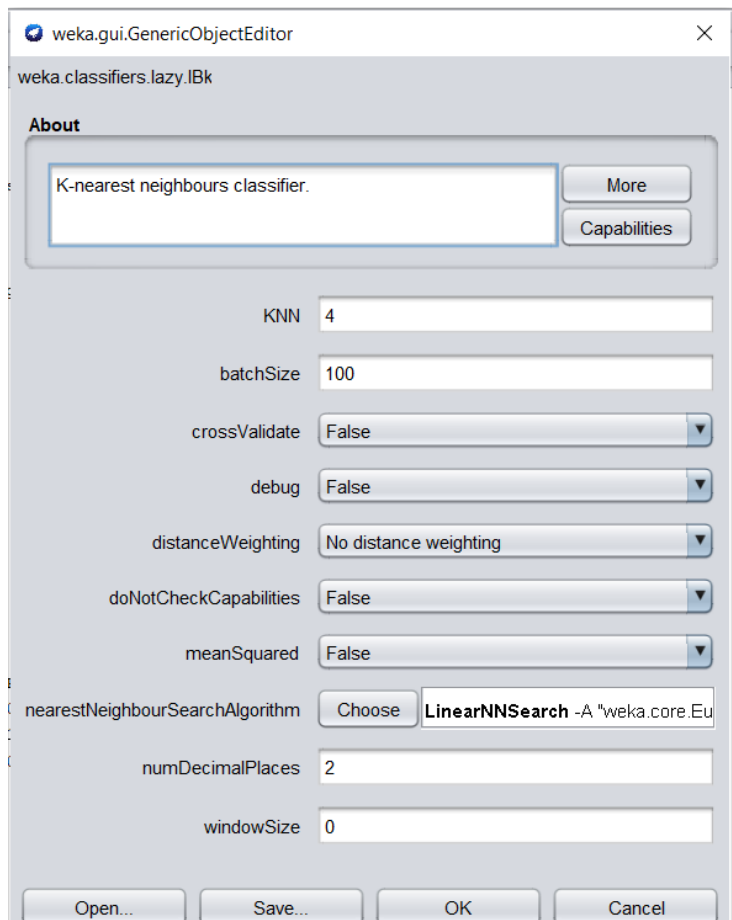 weka.gui.GenericObjectEditor
weka.classifiers.lazy.IBk
About
K-nearest neighbours classifier.
More
Capabilities
KNN 4
batchSize 100
crossValidate False
debug False
distanceWeighting No distance weighting
doNotCheckCapabilities False
meanSquared False
nearestNeighbourSearchAlgorithm Choose LinearNNSearch -A "weka.core.Eu
numDecimalPlaces 2
windowSize 0
Open... Save... OK Cancel